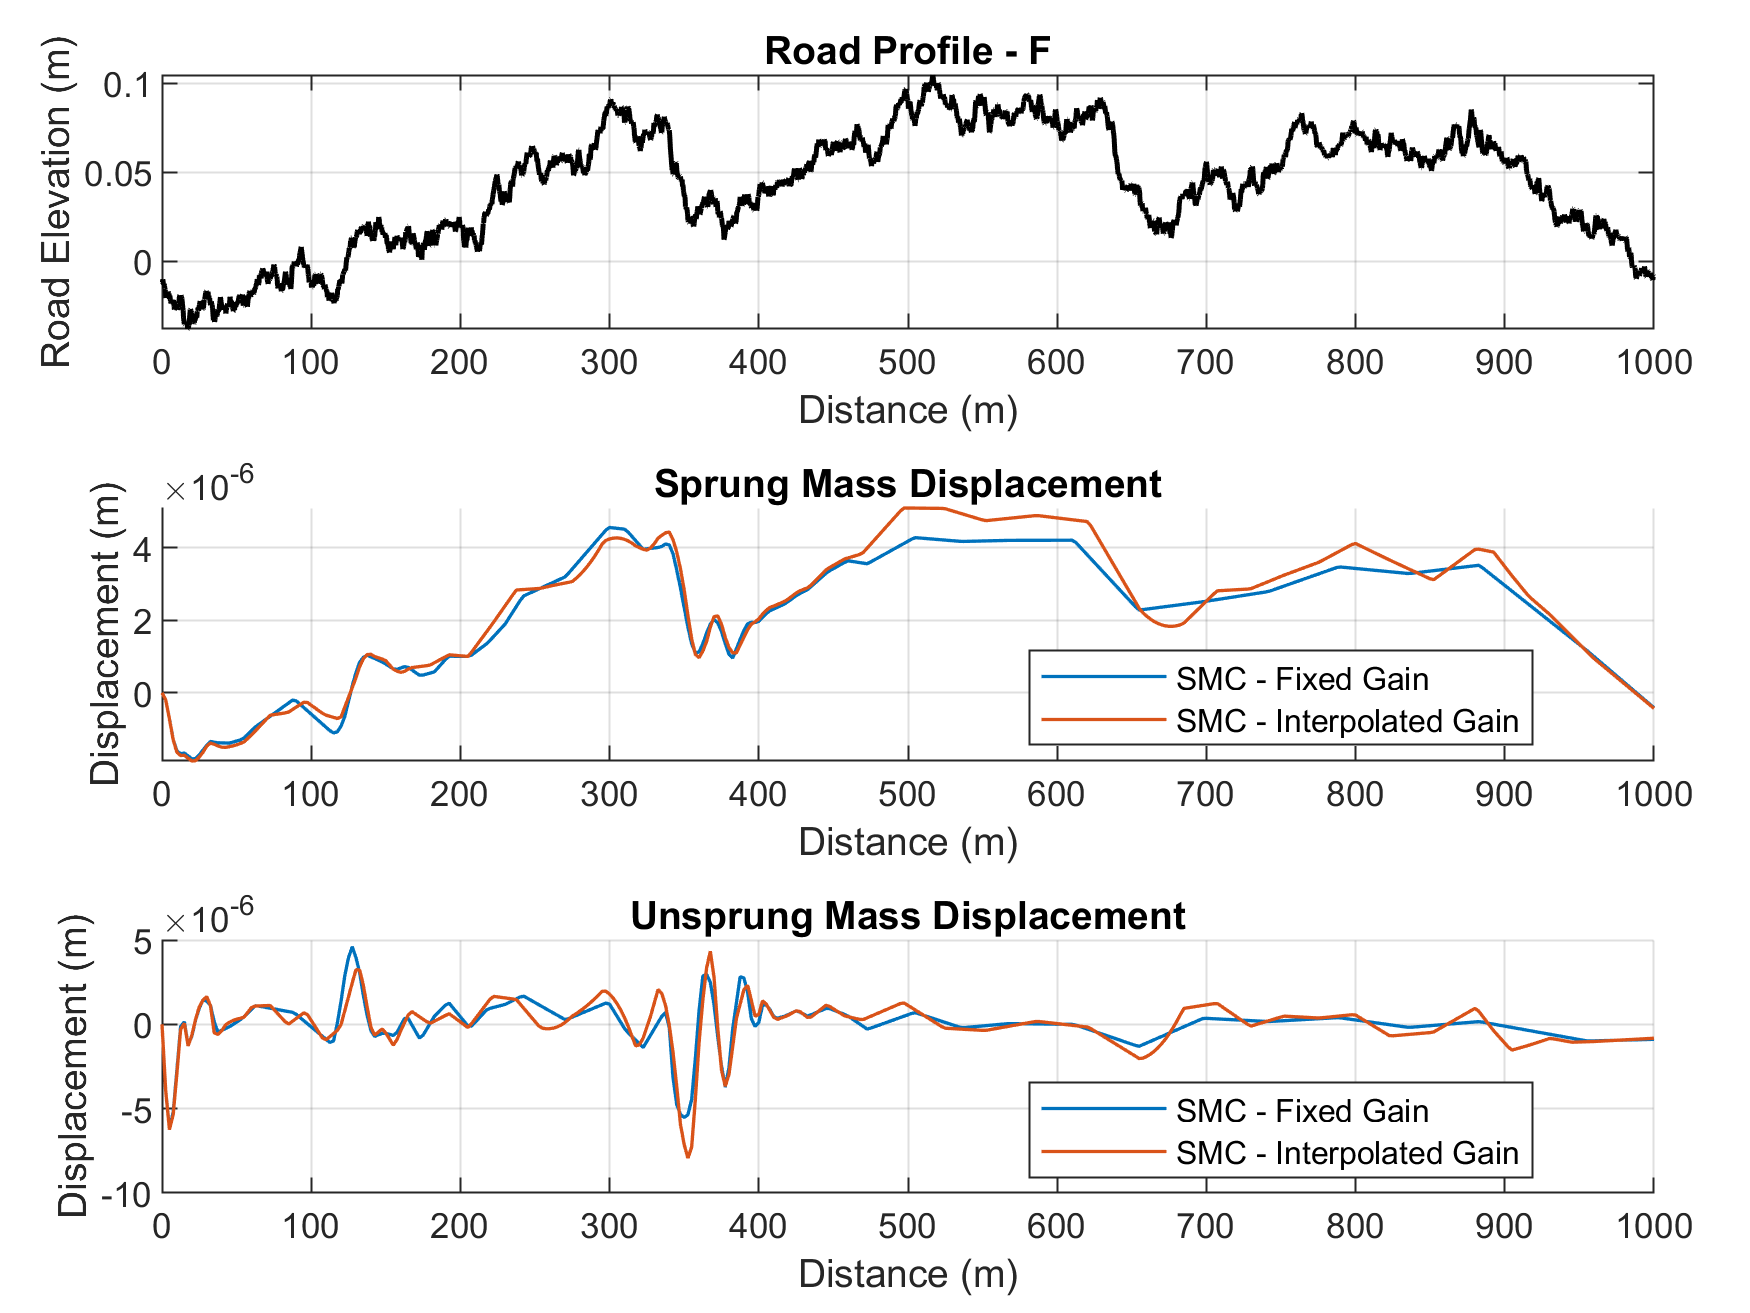 Road Profile - F
Road Elevation (m)
0.1
0.05
0
0 100 200 300 400 500 600 700 800 900 1000
Distance (m)
×10-6
Sprung Mass Displacement
Displacement (m)
4
2
0
SMC - Fixed Gain
SMC - Interpolated Gain
0 100 200 300 400 500 600 700 800 900 1000
Distance (m)
×10-6
Unsprung Mass Displacement
Displacement (m)
5
0
-5
-10
SMC - Fixed Gain
SMC - Interpolated Gain
0 100 200 300 400 500 600 700 800 900 1000
Distance (m)